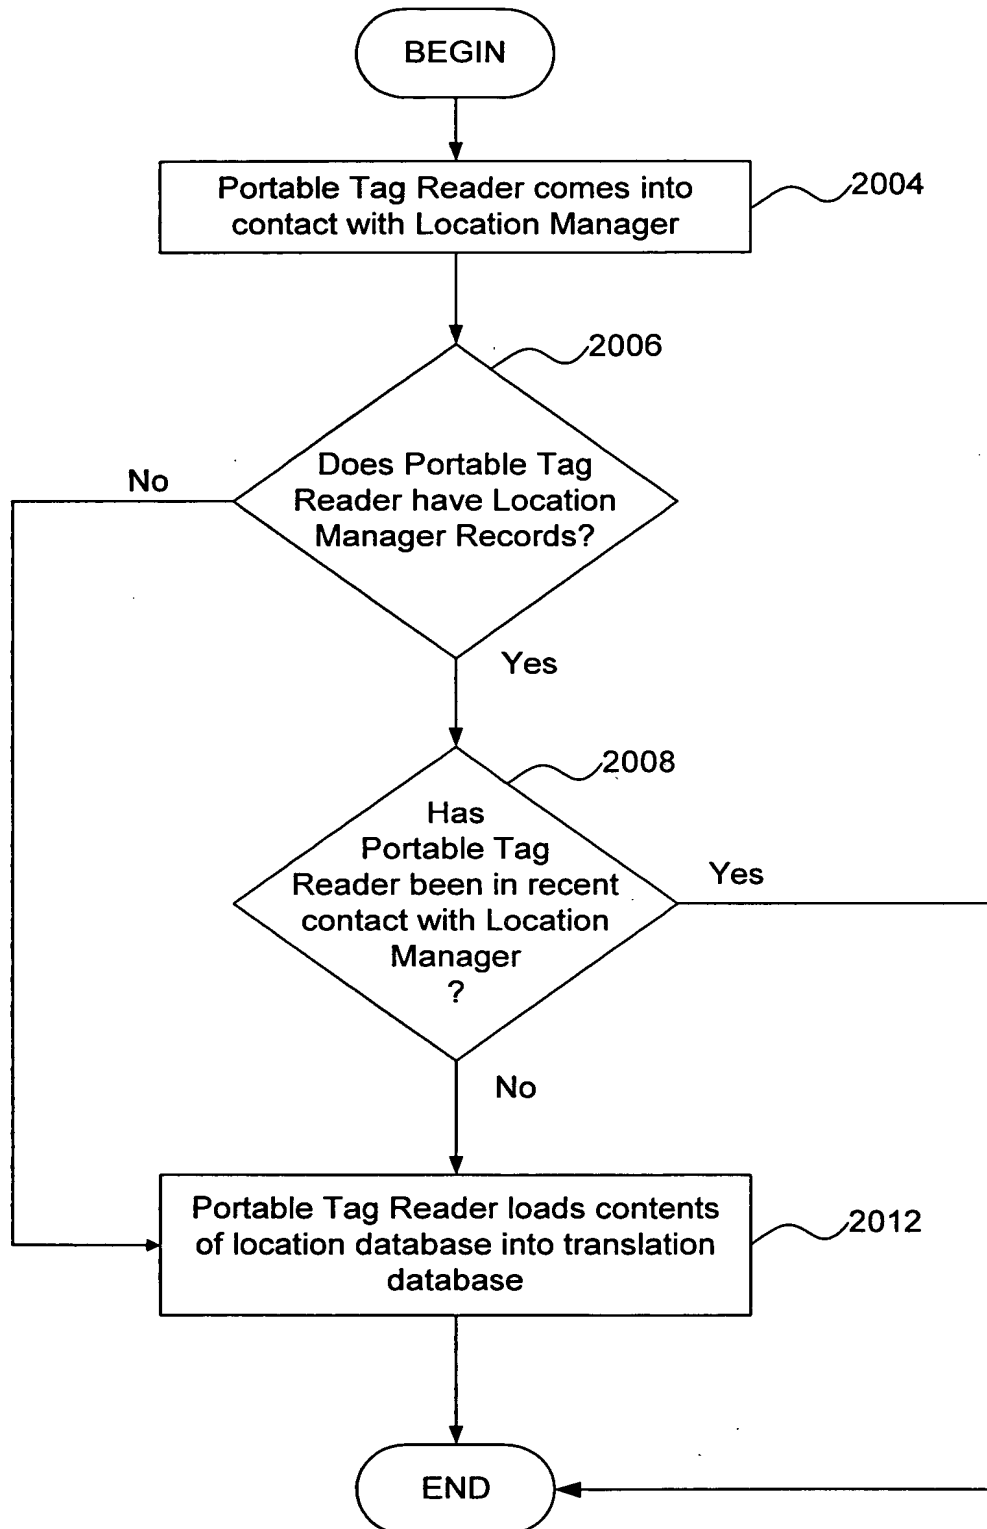 BEGIN
Portable Tag Reader comes into
contact with Location Manager
2004
2006
Does Portable Tag
Reader have Location
Manager Records?
No
Yes
2008
Has
Portable Tag
Reader been in recent
contact with Location
Manager
?
Yes
No
Portable Tag Reader loads contents
of location database into translation
database
2012
END